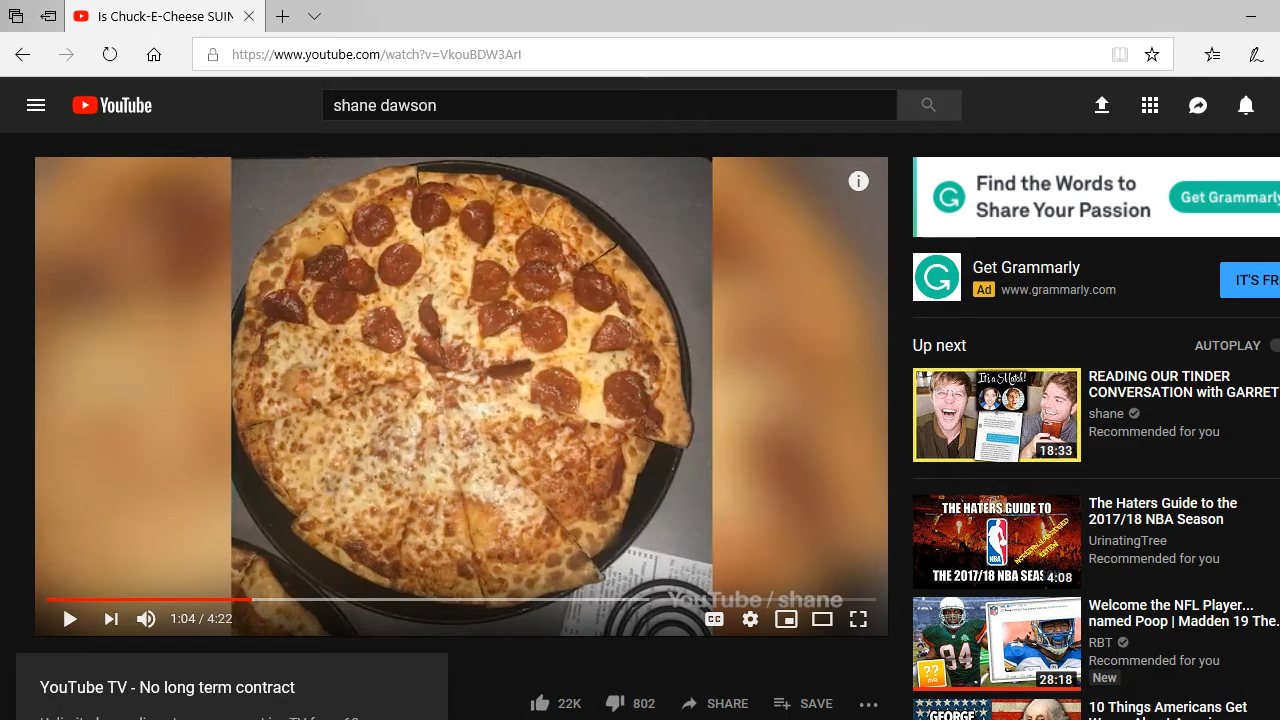 Is Chuck-E-Cheese SUIN
https://www.youtube.com/watch?v=VkouBDW3ArI
YouTube
shane dawson
i
Find the Words to
Share Your Passion
Get Grammarly
Get Grammarly
Ad www.grammarly.com
IT'S FR
Up next
AUTOPLAY
It's a Match!
18:33
READING OUR TINDER
CONVERSATION with GARRET
shane
Recommended for you
THE HATERS GUIDE TO
NBA
THE 2017/18 NBA SEAS
4:08
The Haters Guide to the
2017/18 NBA Season
UrinatingTree
Recommended for you
94
??
28:18
Welcome the NFL Player...
named Poop | Madden 19 The.
RBT
Recommended for you
New
GEORGE
10 Things Americans Get
YouTube / shane
1:04 / 4:22
CC
YouTube TV - No long term contract
22K
802
SHARE
SAVE